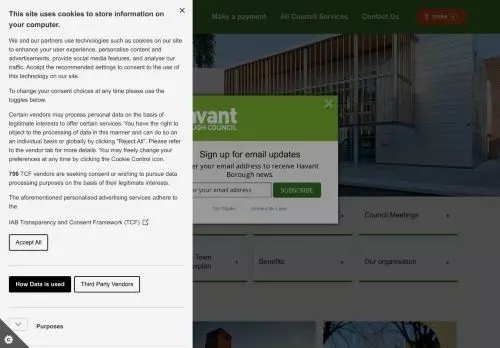 This site uses cookies to store information on
your computer.
We and our partners use technologies such as cookies on our site
to enhance your user experience, personalise content and
advertisements, provide social media features, and analyse our
traffic. Accept the recommended settings to consent to the use of
this technology on our site.
To change your consent choices at any time please use the
toggles below.
Certain vendors may process personal data on the basis of
legitimate interests to offer certain services. You have the right to
object to the processing of data in this manner and can do so on
an individual basis or globally by clicking "Reject All". Please refer
to the vendor tab for more details. You may freely change your
preferences at any time by clicking the Cookie Control icon.
796 TCF vendors are seeking consent or wishing to pursue data
processing purposes on the basis of their legitimate interests.
The aforementioned personalised advertising services adhere to
the
IAB Transparency and Consent Framework (TCF)
Accept All
How Data is used
Third Party Vendors
Purposes
Make a payment
All Council Services
Contact Us
avant
OUGH COUNCIL
Sign up for email updates
er your email address to receive Havant
Borough news.
er your email address
SUBSCRIBE
No Thanks
Remind Me Later
Council Meetings
Town
erplan
Benefits
Our organisation